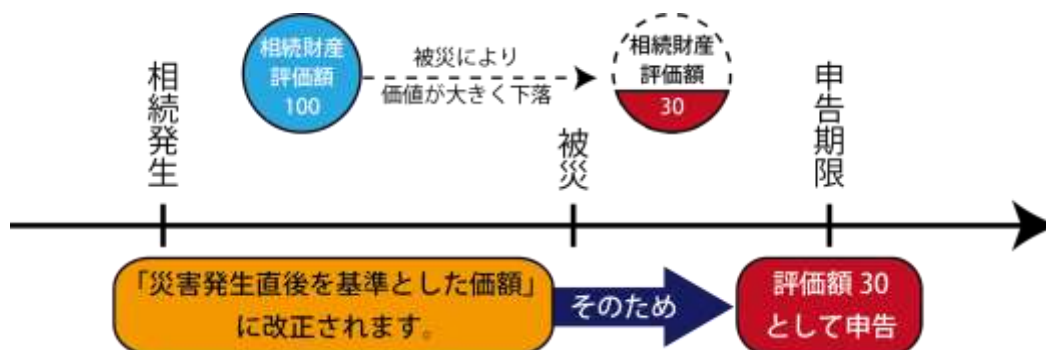 相続財産
評価額
100
被災により
価値が大きく下落
相続財産
評価額
30
相続発生
被災
申告期限
「災害発生直後を基準とした価額」
に改正されます。
そのため
評価額 30
として申告